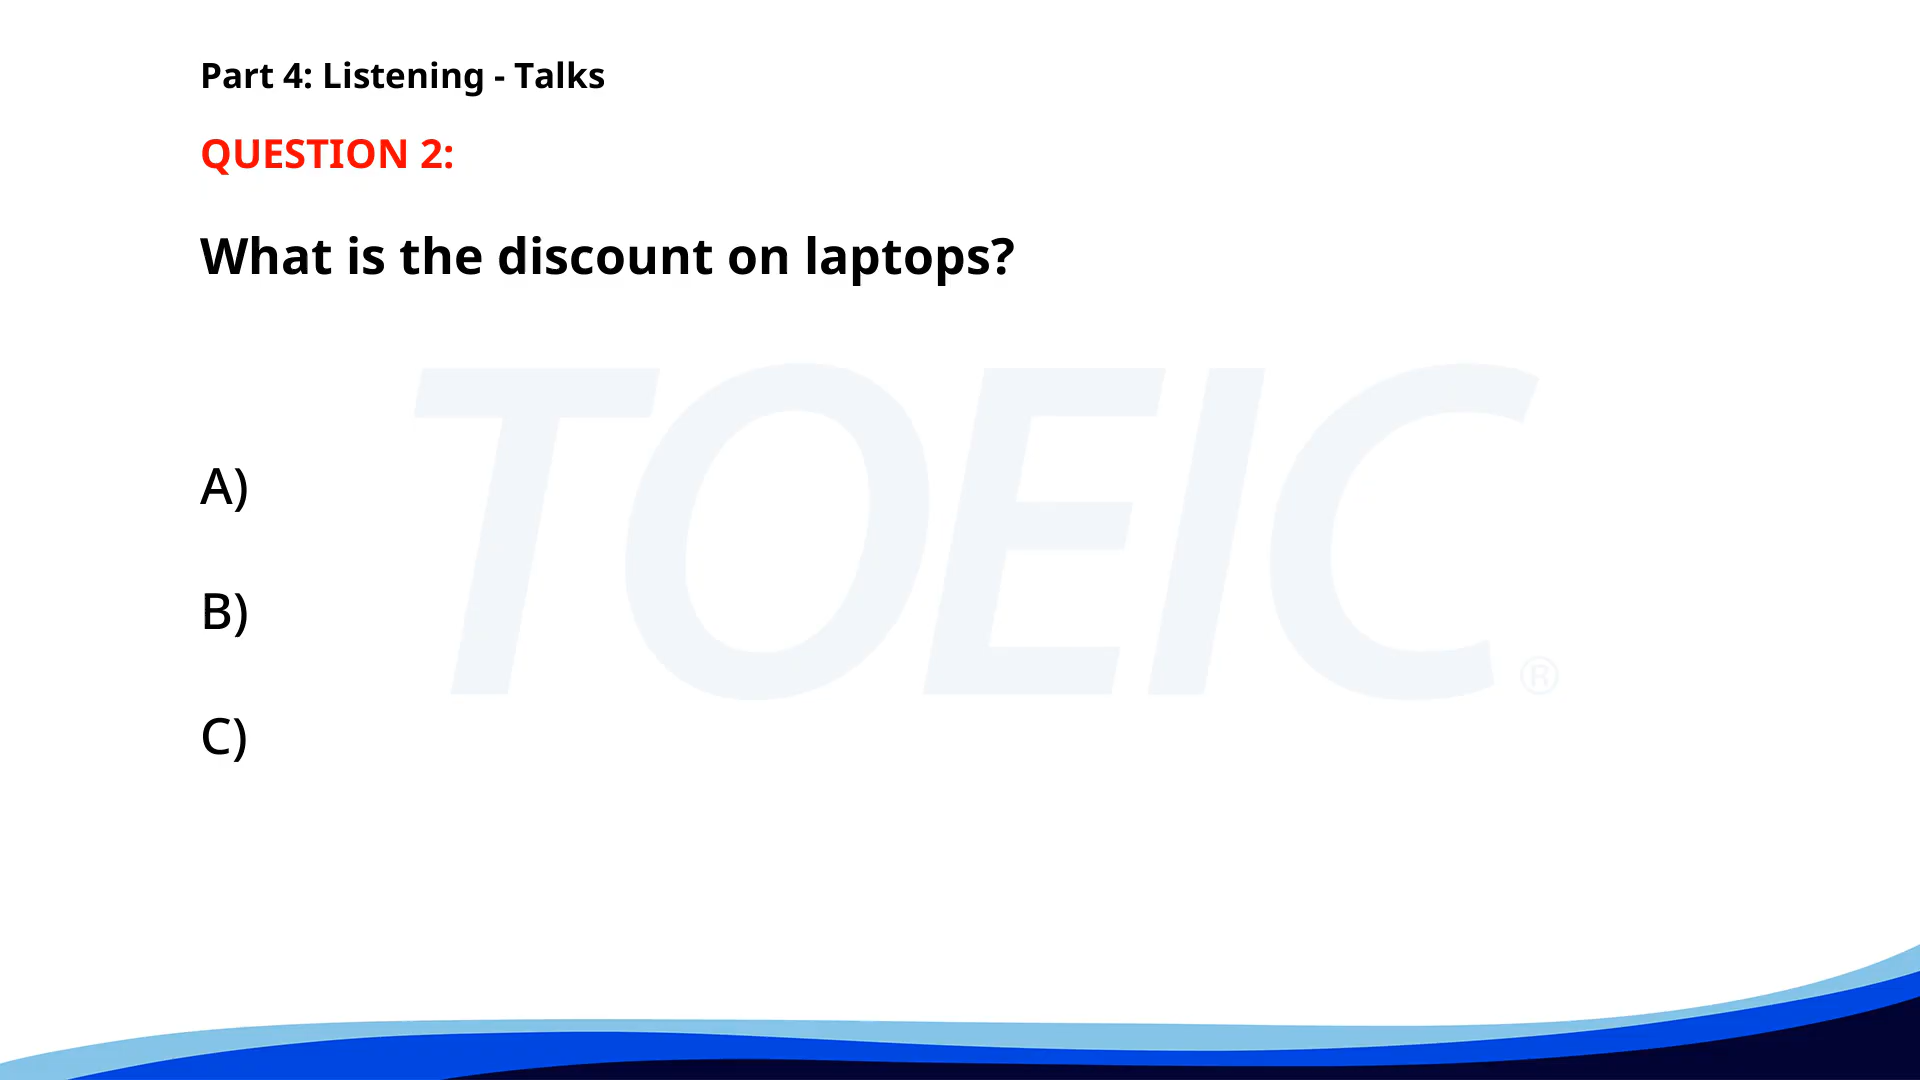 Part 4: Listening - Talks
QUESTION 2:
What is the discount on laptops?
TOEIC®
A)
B)
C)